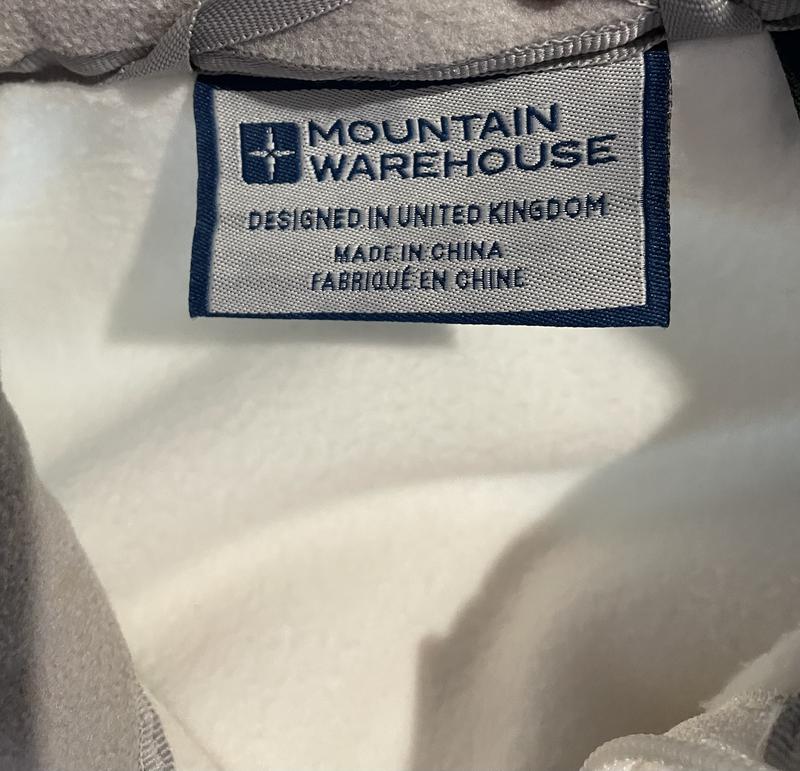 MOUNTAIN
WAREHOUSE
DESIGNED IN UNITED KINGDOM
MADE IN CHINA
FABRIQUÉ EN CHINE